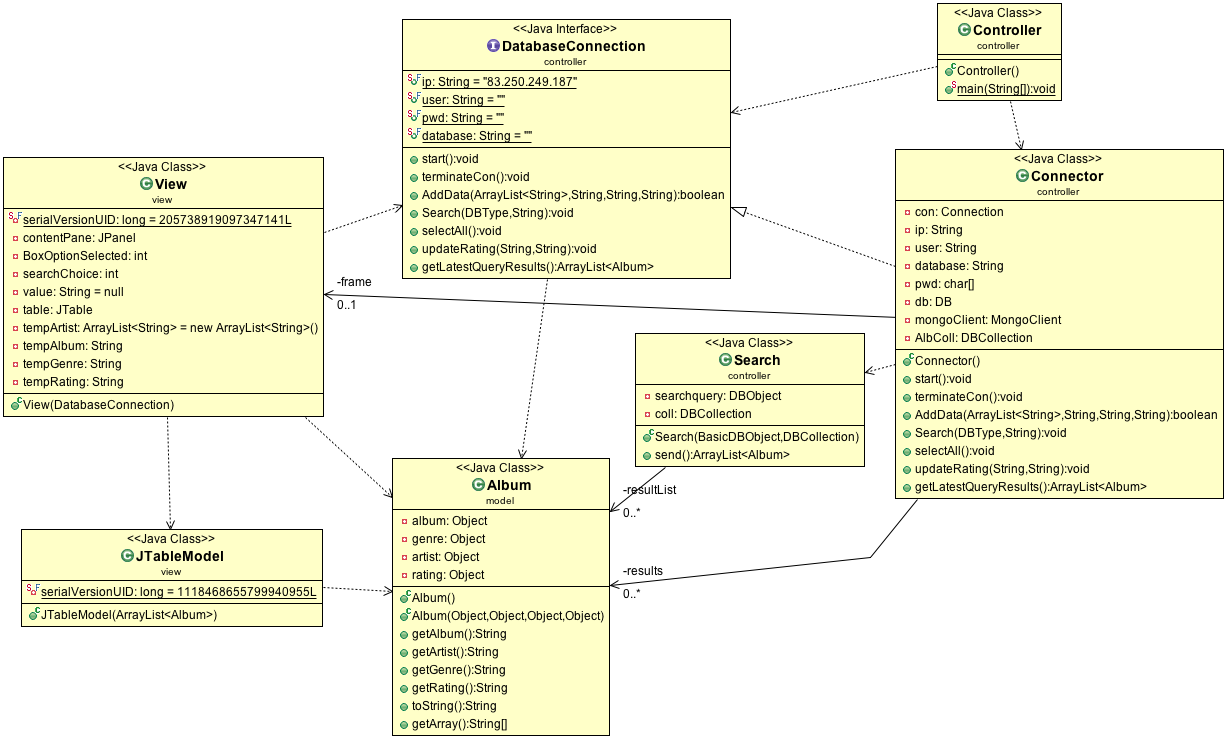 <<Java Interface>>
DatabaseConnection
controller
ip: String = "83.250.249.187"
user: String = ""
pwd: String = ""
database: String = ""
start():void
terminateCon():void
AddData(ArrayList<String>,String,String,String):boolean
Search(DBType,String):void
selectAll():void
updateRating(String,String):void
getLatestQueryResults():ArrayList<Album>
<<Java Class>>
Controller
controller
Controller()
main(String[]):void
<<Java Class>>
View
view
serialVersionUID: long = 205738919097347141L
contentPane: JPanel
BoxOptionSelected: int
searchChoice: int
value: String = null
table: JTable
tempArtist: ArrayList<String> = new ArrayList<String>()
tempAlbum: String
tempGenre: String
tempRating: String
View(DatabaseConnection)
<<Java Class>>
Connector
controller
con: Connection
ip: String
user: String
database: String
pwd: char[]
db: DB
mongoClient: MongoClient
AlbColl: DBCollection
Connector()
start():void
terminateCon():void
AddData(ArrayList<String>,String,String,String):boolean
Search(DBType,String):void
selectAll():void
updateRating(String,String):void
getLatestQueryResults():ArrayList<Album>
-frame
0..1
<<Java Class>>
Search
controller
searchquery: DBObject
coll: DBCollection
Search(BasicDBObject,DBCollection)
send():ArrayList<Album>
-resultList
0..*
-results
0..*
<<Java Class>>
Album
model
album: Object
genre: Object
artist: Object
rating: Object
Album()
Album(Object,Object,Object,Object)
getAlbum():String
getArtist():String
getGenre():String
getRating():String
toString():String
getArray():String[]
<<Java Class>>
JTableModel
view
serialVersionUID: long = 1118468655799940955L
JTableModel(ArrayList<Album>)